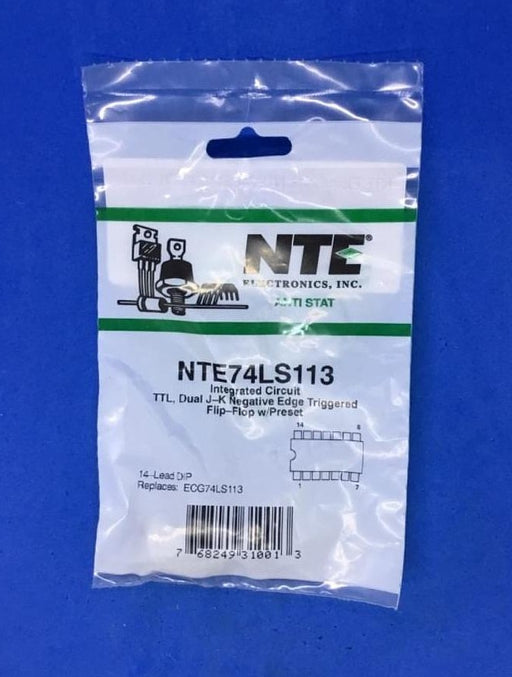 NTE®
ELECTRONICS, INC.
ANTI STAT
NTE74LS113
Integrated Circuit
TTL, Dual J–K Negative Edge Triggered
Flip–Flop w/Preset
14 8
1 7
14–Lead DIP
Replaces: ECG74LS113
7 68249 31001 3